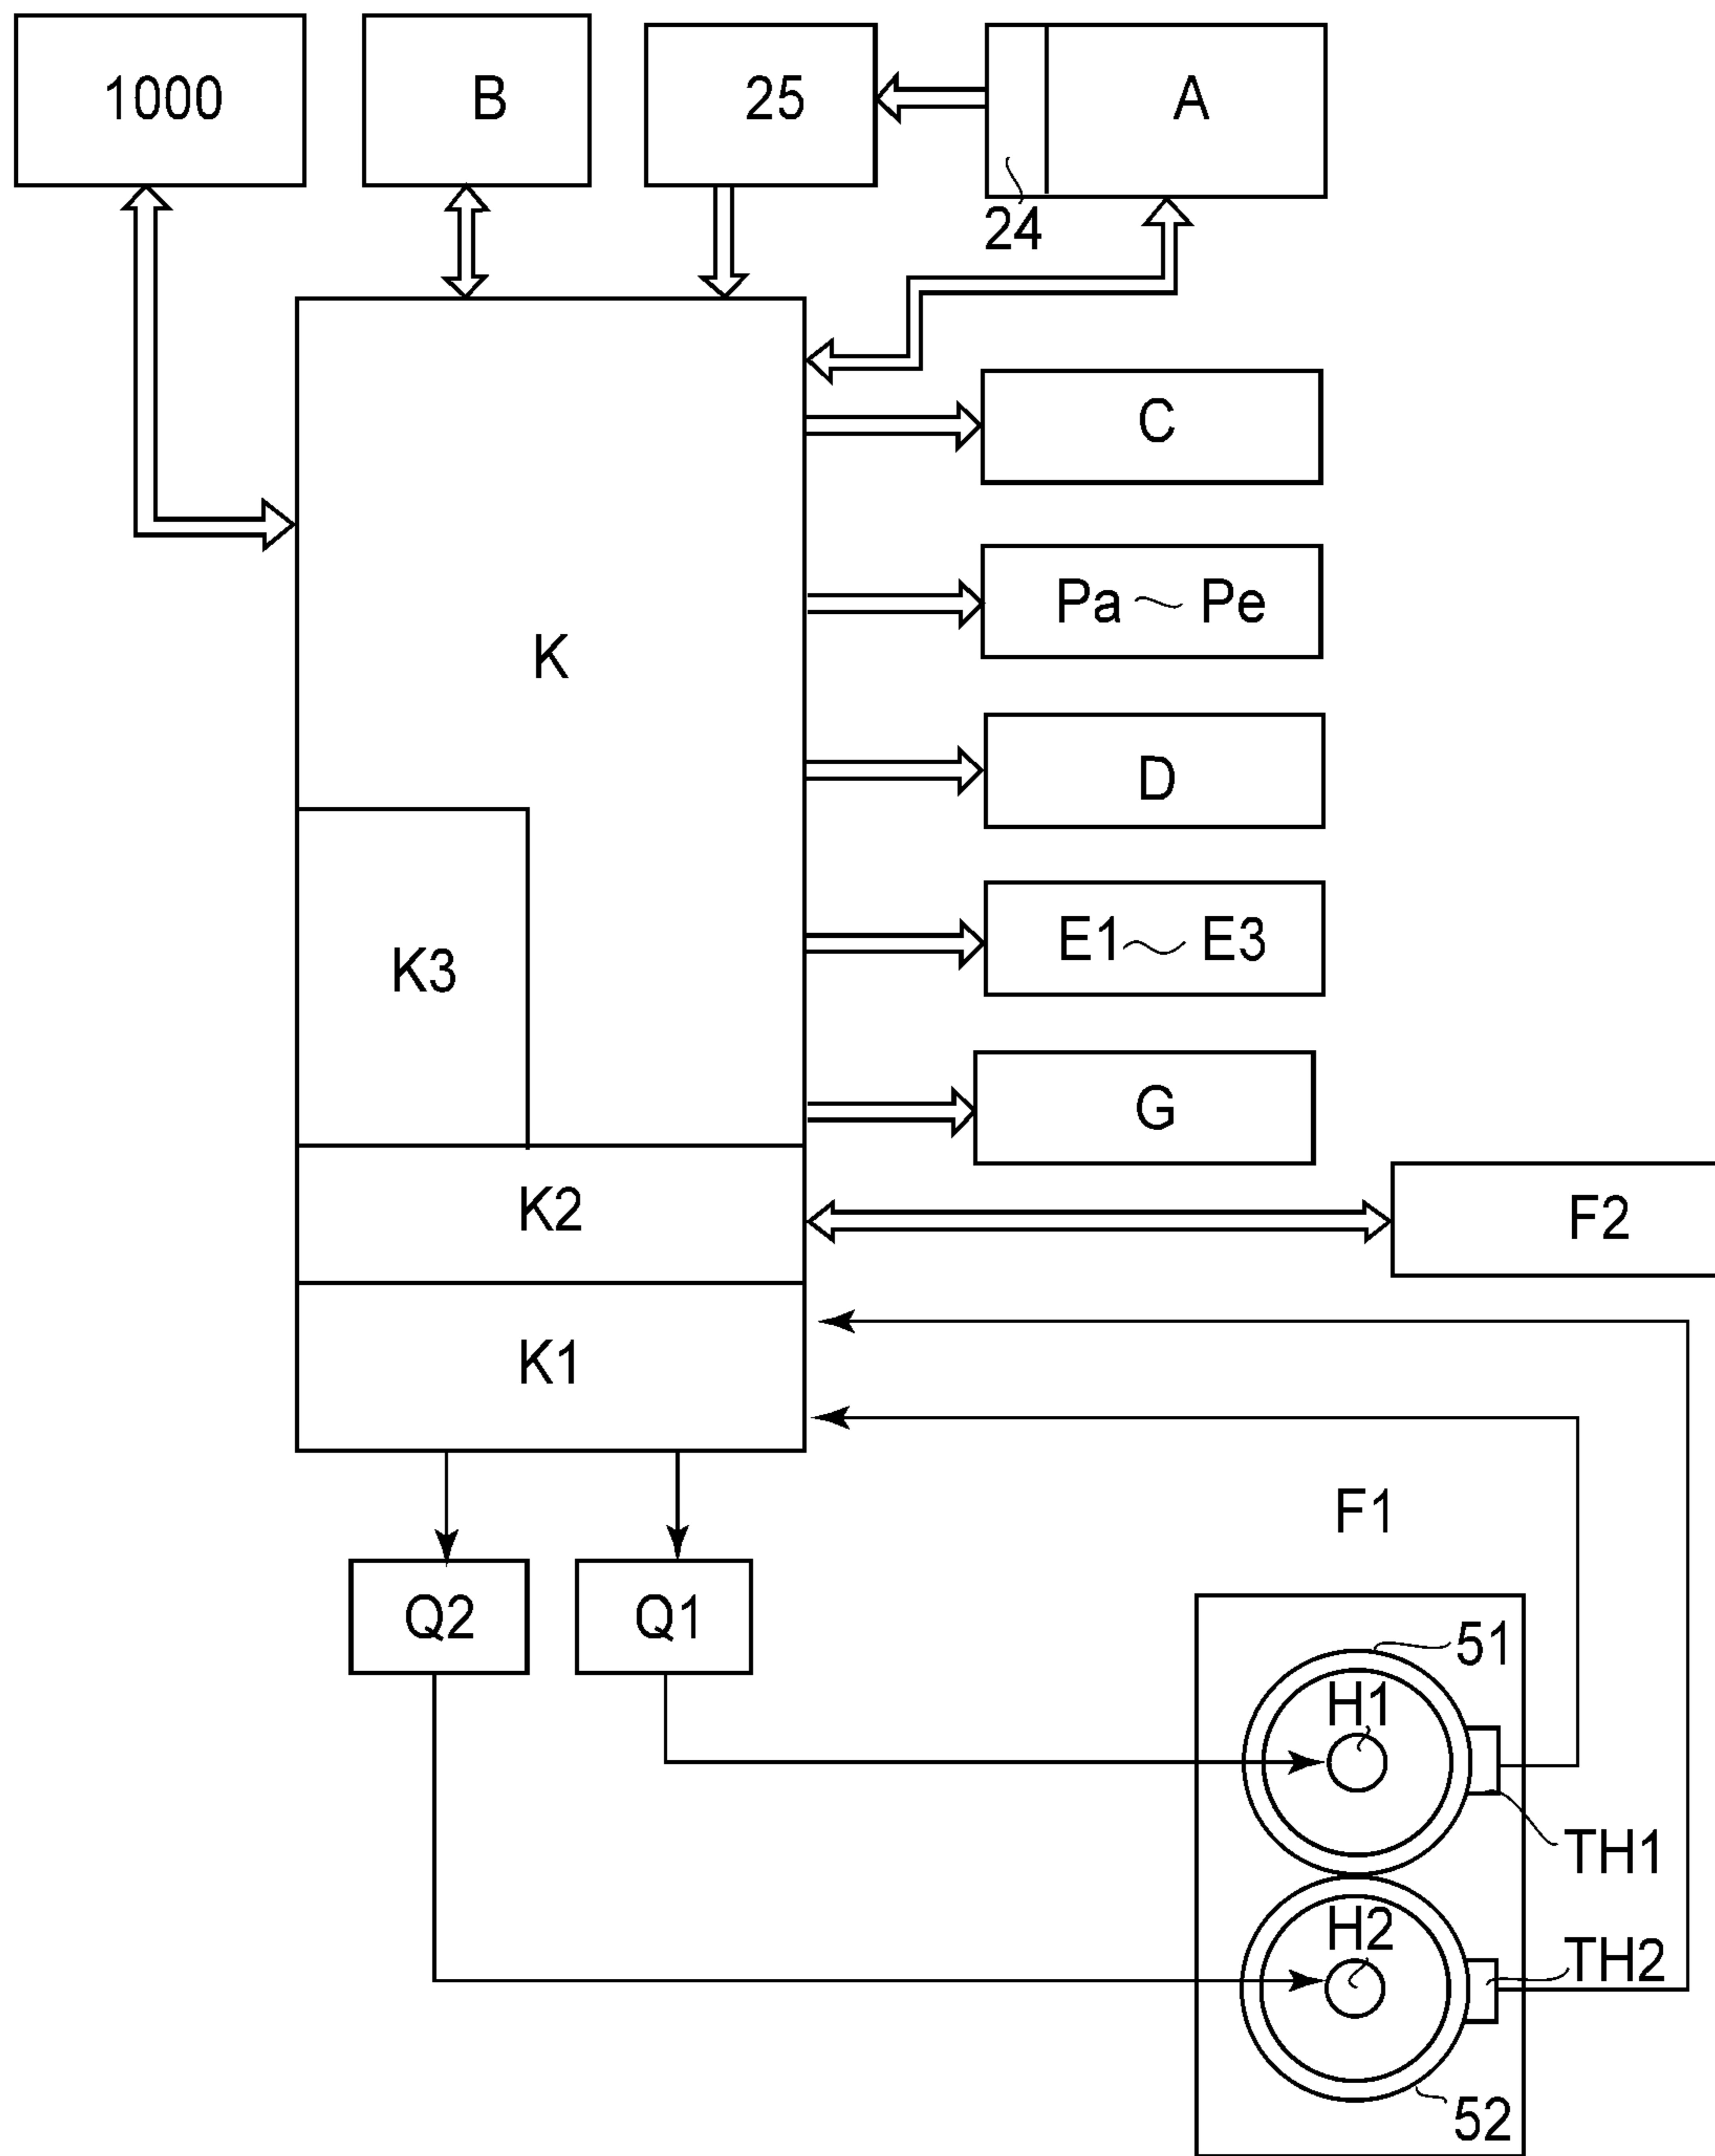 1000
B
25
A
24
C
Pa ~ Pe
K
D
K3
E1 ~ E3
G
K2
F2
K1
F1
Q2
Q1
51
H1
TH1
H2
TH2
52